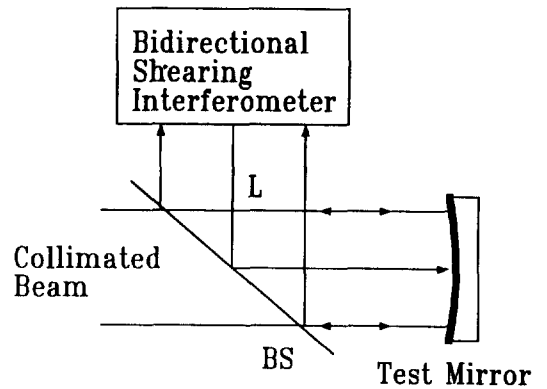 Bidirectional
Shearing
Interferometer
L
Collimated
Beam
BS
Test Mirror